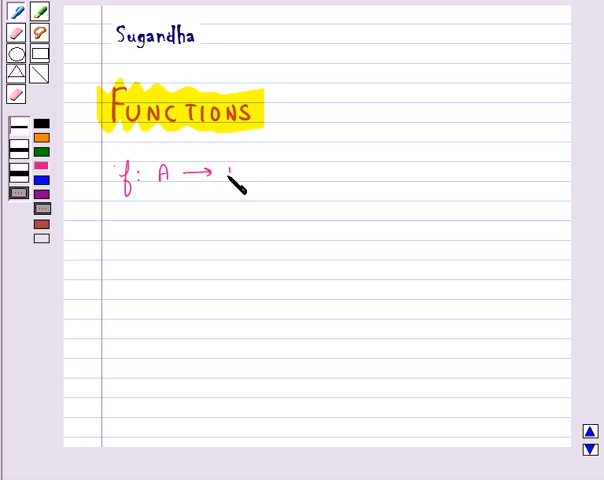 Sugandha
FUNCTIONS
f: A →